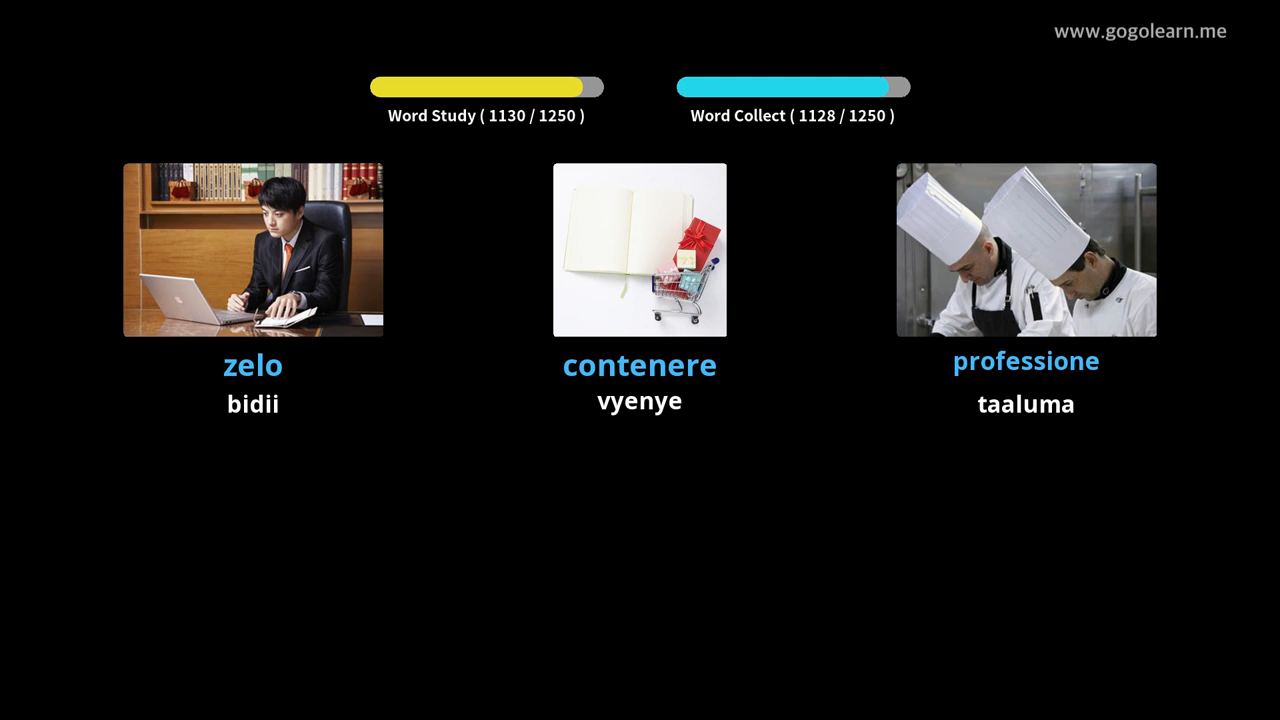 www.gogolearn.me
Word Study ( 1130 / 1250 )
Word Collect ( 1128 / 1250 )
zelo
bidii
contenere
vyenye
professione
taaluma